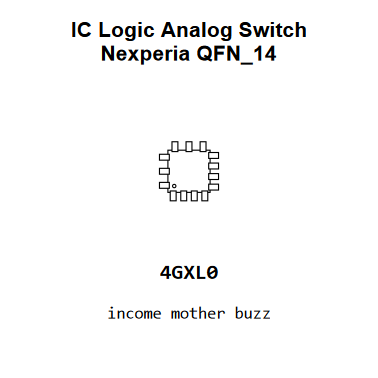 IC Logic Analog Switch
Nexperia QFN_14
4GXL0
income mother buzz